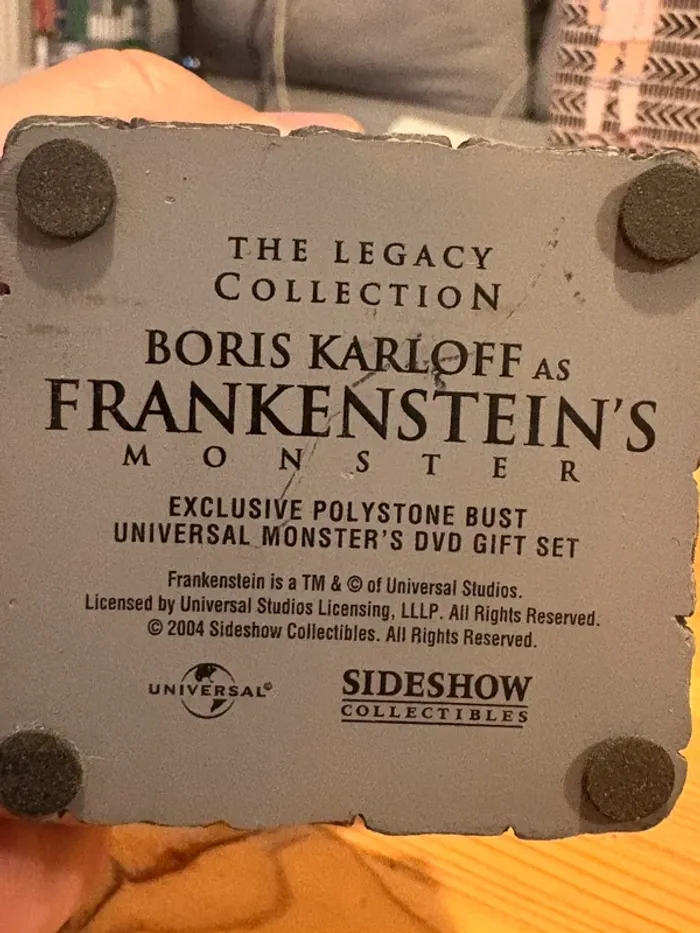 THE LEGACY
COLLECTION
BORIS KARLOFF AS
FRANKENSTEIN'S
MONSTER
EXCLUSIVE POLYSTONE BUST
UNIVERSAL MONSTER'S DVD GIFT SET
Frankenstein is a TM & © of Universal Studios.
Licensed by Universal Studios Licensing, LLLP. All Rights Reserved.
© 2004 Sideshow Collectibles. All Rights Reserved.
UNIVERSAL®
SIDESHOW
COLLECTIBLES